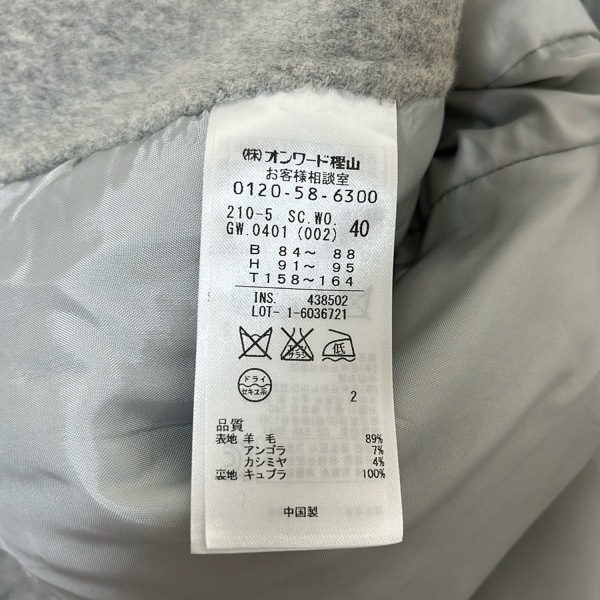 (株)オンワード樫山
お客様相談室
0120-58-6300
210-5 SC.WO. 40
GW.0401 (002)
B 84～ 88
H 91～ 95
T158～164
INS. 438502
LOT- 1-6036721
低
ドライ
セキユ系
2
品質
表地 羊 毛 89%
アンゴラ 7%
カシミヤ 4%
裏地 キュプラ 100%
中国製